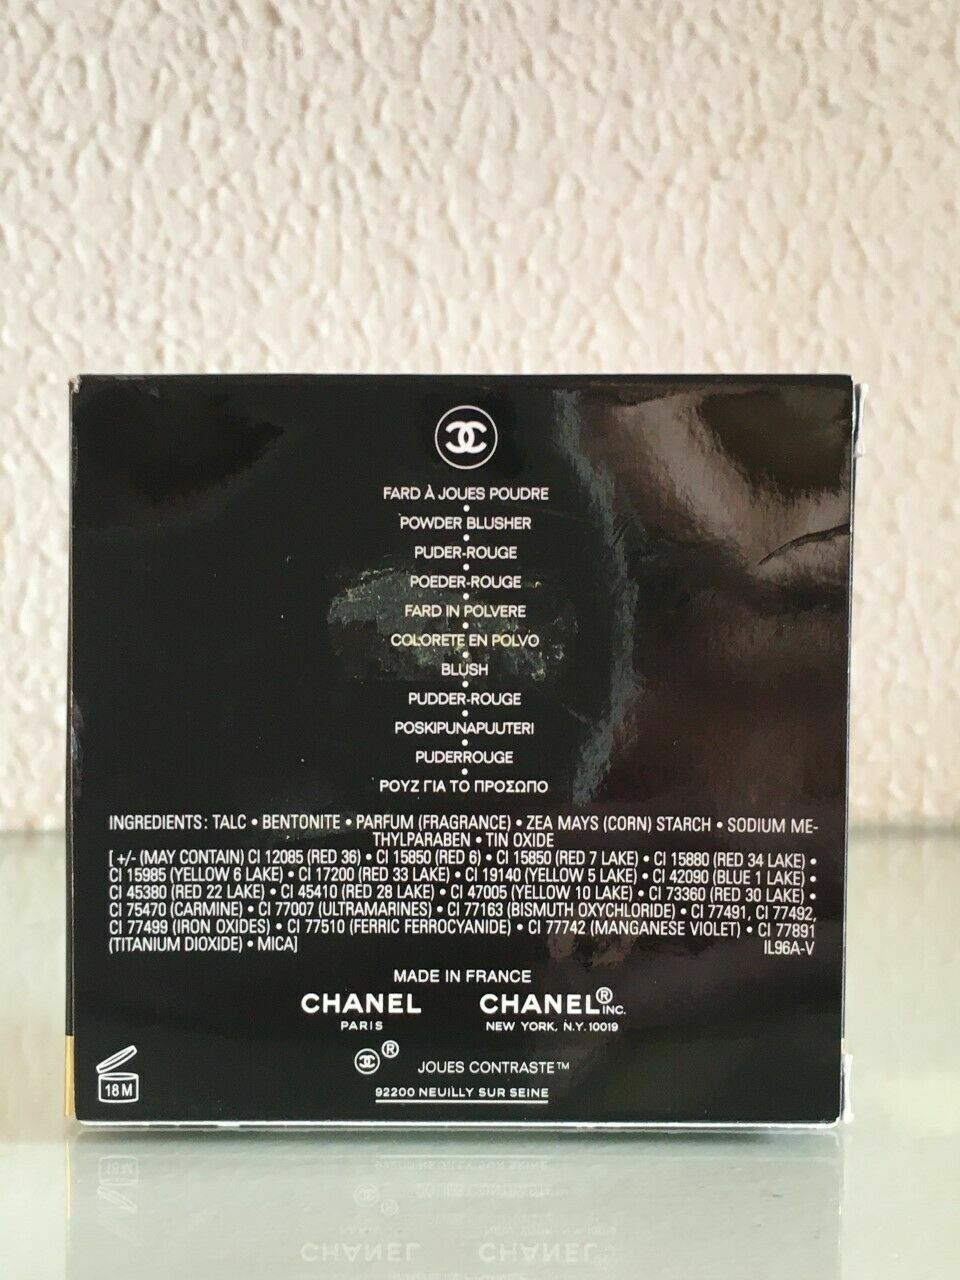 FARD À JOUES POUDRE
•
POWDER BLUSHER
•
PUDER-ROUGE
•
POEDER-ROUGE
•
FARD IN POLVERE
•
COLORETE EN POLVO
•
BLUSH
•
PUDDER-ROUGE
•
POSKIPUNAPUUTERI
•
PUDERROUGE
•
ΡΟΥΖ ΓΙΑ ΤΟ ΠΡΟΣΩΠΟ
INGREDIENTS: TALC • BENTONITE • PARFUM (FRAGRANCE) • ZEA MAYS (CORN) STARCH • SODIUM ME-
THYLPARABEN • TIN OXIDE
[ +/- (MAY CONTAIN) CI 12085 (RED 36) • CI 15850 (RED 6) • CI 15850 (RED 7 LAKE) • CI 15880 (RED 34 LAKE) •
CI 15985 (YELLOW 6 LAKE) • CI 17200 (RED 33 LAKE) • CI 19140 (YELLOW 5 LAKE) • CI 42090 (BLUE 1 LAKE) •
CI 45380 (RED 22 LAKE) • CI 45410 (RED 28 LAKE) • CI 47005 (YELLOW 10 LAKE) • CI 73360 (RED 30 LAKE) •
CI 75470 (CARMINE) • CI 77007 (ULTRAMARINES) • CI 77163 (BISMUTH OXYCHLORIDE) • CI 77491, CI 77492,
CI 77499 (IRON OXIDES) • CI 77510 (FERRIC FERROCYANIDE) • CI 77742 (MANGANESE VIOLET) • CI 77891
(TITANIUM DIOXIDE) • MICA] IL96A-V
MADE IN FRANCE
CHANEL CHANEL® INC.
PARIS NEW YORK, N.Y. 10019
® JOUES CONTRASTE™
18 M
92200 NEUILLY SUR SEINE